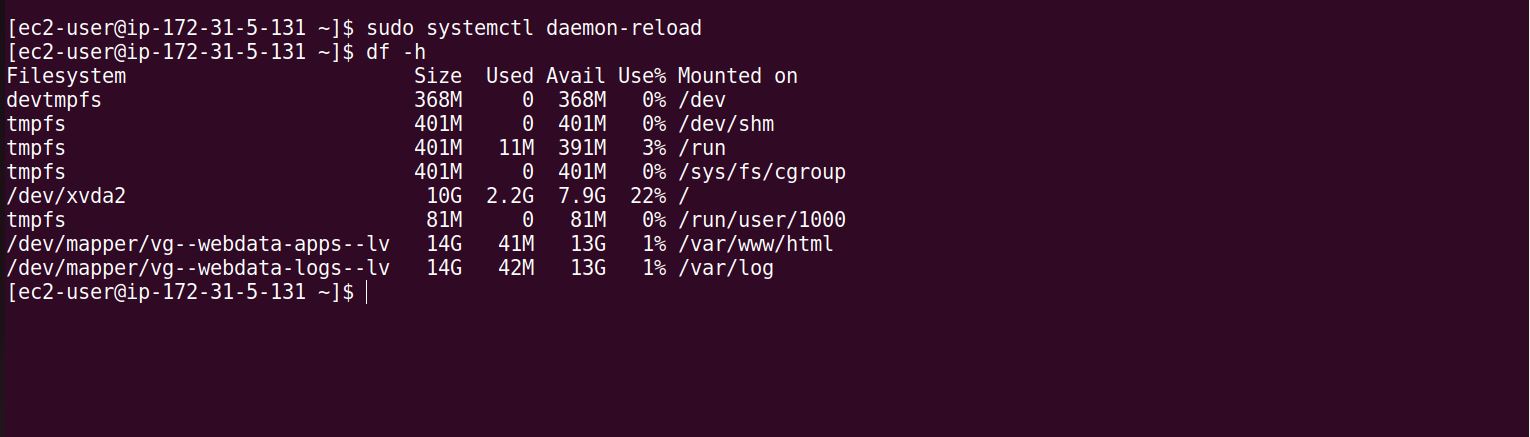 [ec2-user@ip-172-31-5-131 ~]$ sudo systemctl daemon-reload
[ec2-user@ip-172-31-5-131 ~]$ df -h
Filesystem                        Size  Used Avail Use% Mounted on
devtmpfs                          368M     0  368M   0% /dev
tmpfs                             401M     0  401M   0% /dev/shm
tmpfs                             401M   11M  391M   3% /run
tmpfs                             401M     0  401M   0% /sys/fs/cgroup
/dev/xvda2                         10G  2.2G  7.9G  22% /
tmpfs                              81M     0   81M   0% /run/user/1000
/dev/mapper/vg--webdata-apps--lv   14G   41M   13G   1% /var/www/html
/dev/mapper/vg--webdata-logs--lv   14G   42M   13G   1% /var/log
[ec2-user@ip-172-31-5-131 ~]$